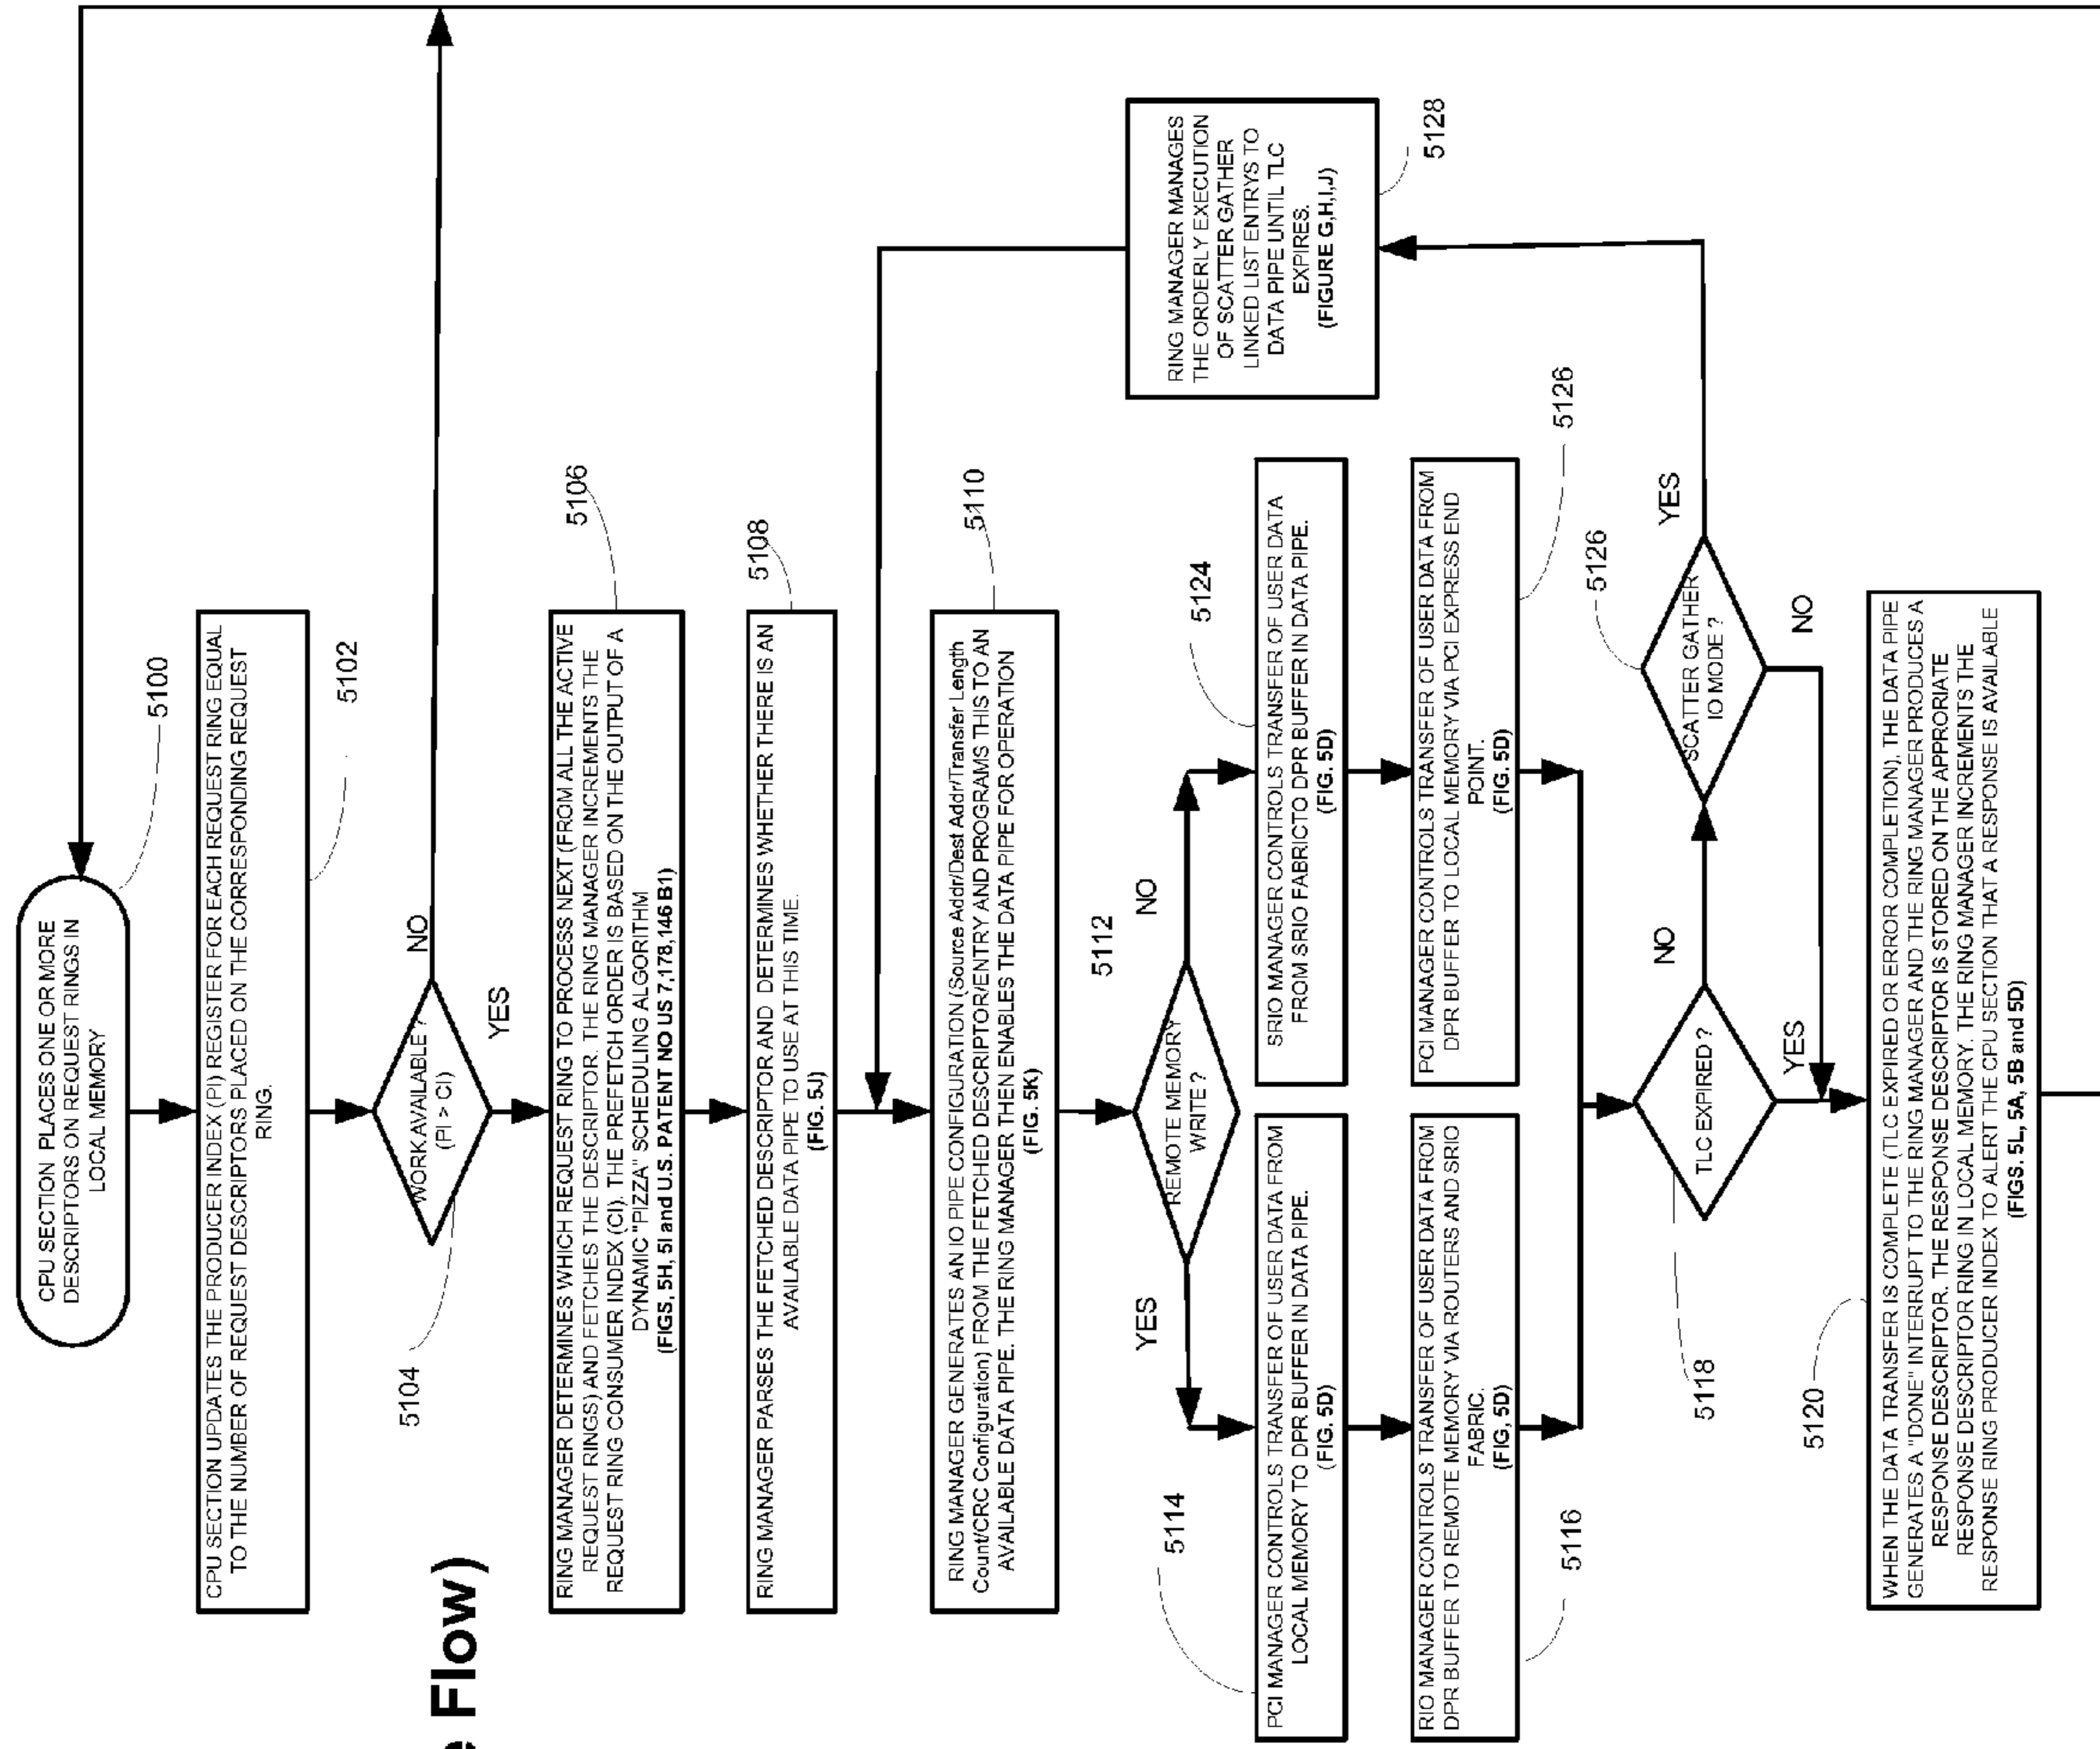 CPU SECTION PLACES ONE OR MORE
DESCRIPTORS ON REQUEST RINGS IN
LOCAL MEMORY
5100
CPU SECTION UPDATES THE PRODUCER INDEX (PI) REGISTER FOR EACH REQUEST RING EQUAL
TO THE NUMBER OF REQUEST DESCRIPTORS PLACED ON THE CORRESPONDING REQUEST
RING.
5102
WORK AVAILABLE ?
(PI > CI)
NO
YES
5104
e Flow)
RING MANAGER DETERMINES WHICH REQUEST RING TO PROCESS NEXT (FROM ALL THE ACTIVE
REQUEST RINGS) AND FETCHES THE DESCRIPTOR. THE RING MANAGER INCREMENTS THE
REQUEST RING CONSUMER INDEX (CI). THE PREFETCH ORDER IS BASED ON THE OUTPUT OF A
DYNAMIC "PIZZA" SCHEDULING ALGORITHM
(FIGS, 5H, 5I and U.S. PATENT NO US 7,178,146 B1)
5106
RING MANAGER PARSES THE FETCHED DESCRIPTOR AND DETERMINES WHETHER THERE IS AN
AVAILABLE DATA PIPE TO USE AT THIS TIME.
(FIG. 5J)
5108
RING MANAGER GENERATES AN IO PIPE CONFIGURATION (Source Addr/Dest Addr/Transfer Length
Count/CRC Configuration) FROM THE FETCHED DESCRIPTOR/ENTRY AND PROGRAMS THIS TO AN
AVAILABLE DATA PIPE. THE RING MANAGER THEN ENABLES THE DATA PIPE FOR OPERATION
(FIG. 5K)
5110
REMOTE MEMORY
WRITE ?
5112
YES
NO
PCI MANAGER CONTROLS TRANSFER OF USER DATA FROM
LOCAL MEMORY TO DPR BUFFER IN DATA PIPE.
(FIG. 5D)
5114
SRIO MANAGER CONTROLS TRANSFER OF USER DATA
FROM SRIO FABRICTO DPR BUFFER IN DATA PIPE.
(FIG. 5D)
5124
RIO MANAGER CONTROLS TRANSFER OF USER DATA FROM
DPR BUFFER TO REMOTE MEMORY VIA ROUTERS AND SRIO
FABRIC.
(FIG, 5D)
5116
PCI MANAGER CONTROLS TRANSFER OF USER DATA FROM
DPR BUFFER TO LOCAL MEMORY VIA PCI EXPRESS END
POINT.
(FIG. 5D)
5126
TLC EXPIRED ?
NO
YES
5118
SCATTER GATHER
IO MODE ?
5126
YES
NO
RING MANAGER MANAGES
THE ORDERLY EXECUTION
OF SCATTER GATHER
LINKED LIST ENTRYS TO
DATA PIPE UNTIL TLC
EXPIRES.
(FIGURE G,H,I,J)
5128
WHEN THE DATA TRANSFER IS COMPLETE (TLC EXPIRED OR ERROR COMPLETION), THE DATA PIPE
GENERATES A "DONE" INTERRUPT TO THE RING MANAGER AND THE RING MANAGER PRODUCES A
RESPONSE DESCRIPTOR. THE RESPONSE DESCRIPTOR IS STORED ON THE APPRORIATE
RESPONSE DESCRIPTOR RING IN LOCAL MEMORY. THE RING MANAGER INCREMENTS THE
RESPONSE RING PRODUCER INDEX TO ALERT THE CPU SECTION THAT A RESPONSE IS AVAILABLE
(FIGS. 5L, 5A, 5B and 5D)
5120